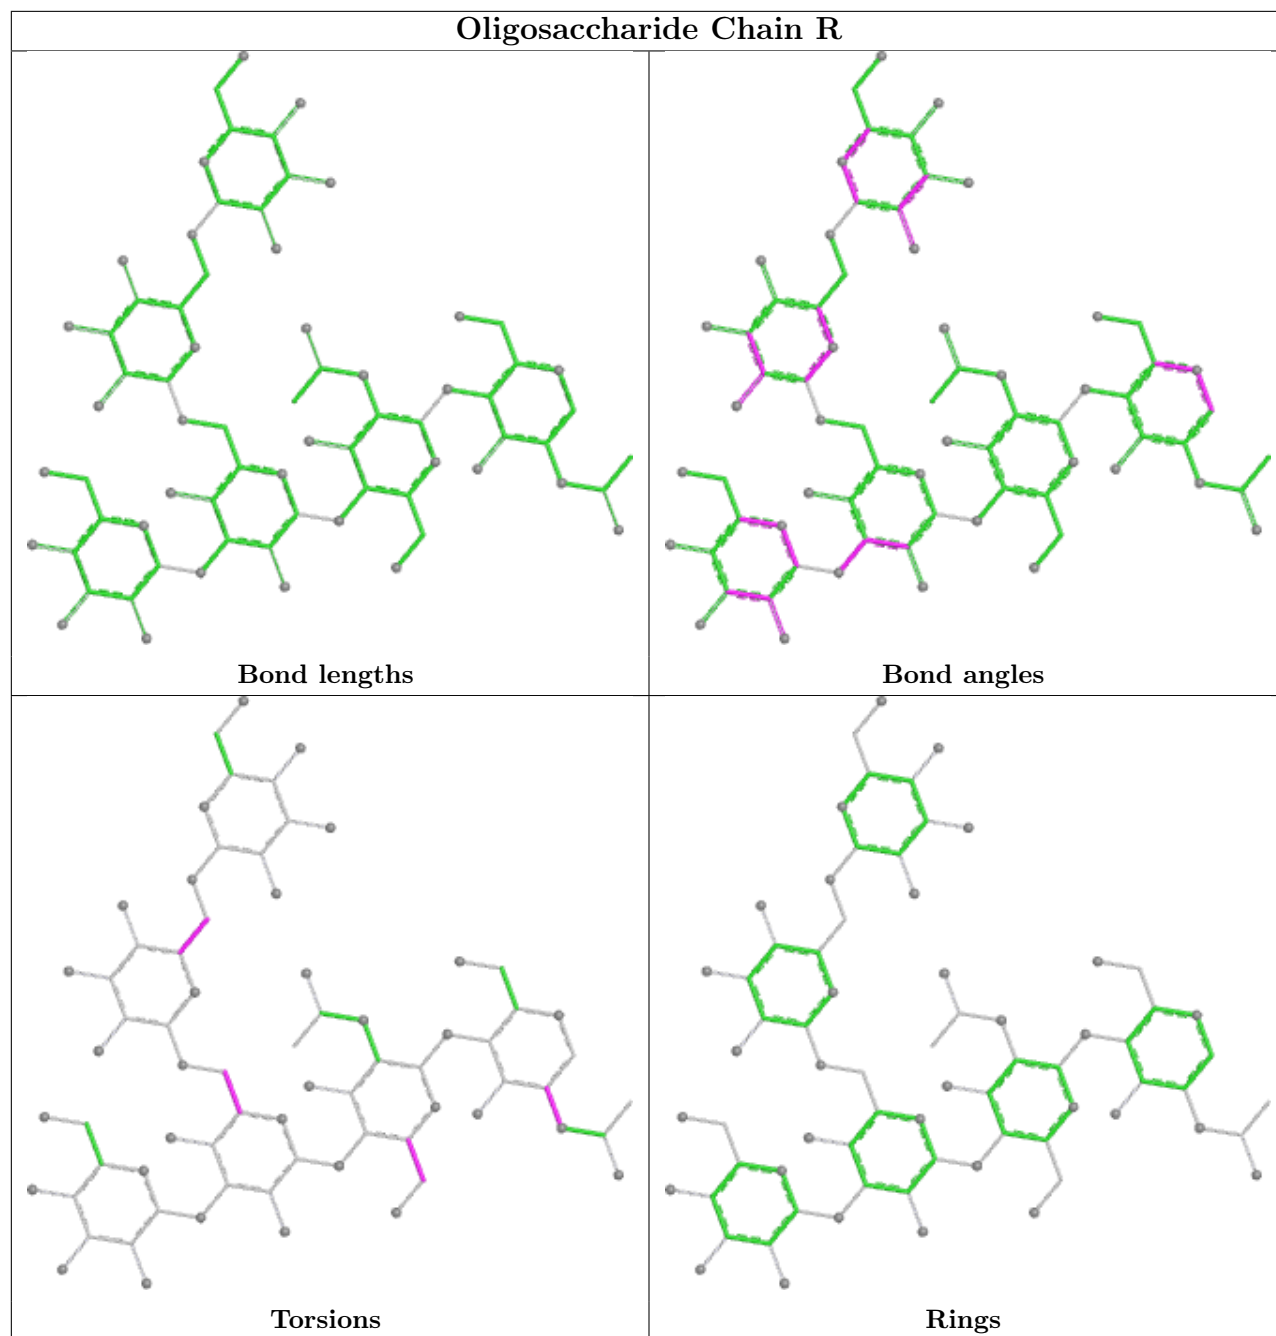 Oligosaccharide Chain R
Bond lengths
Bond angles
Torsions
Rings